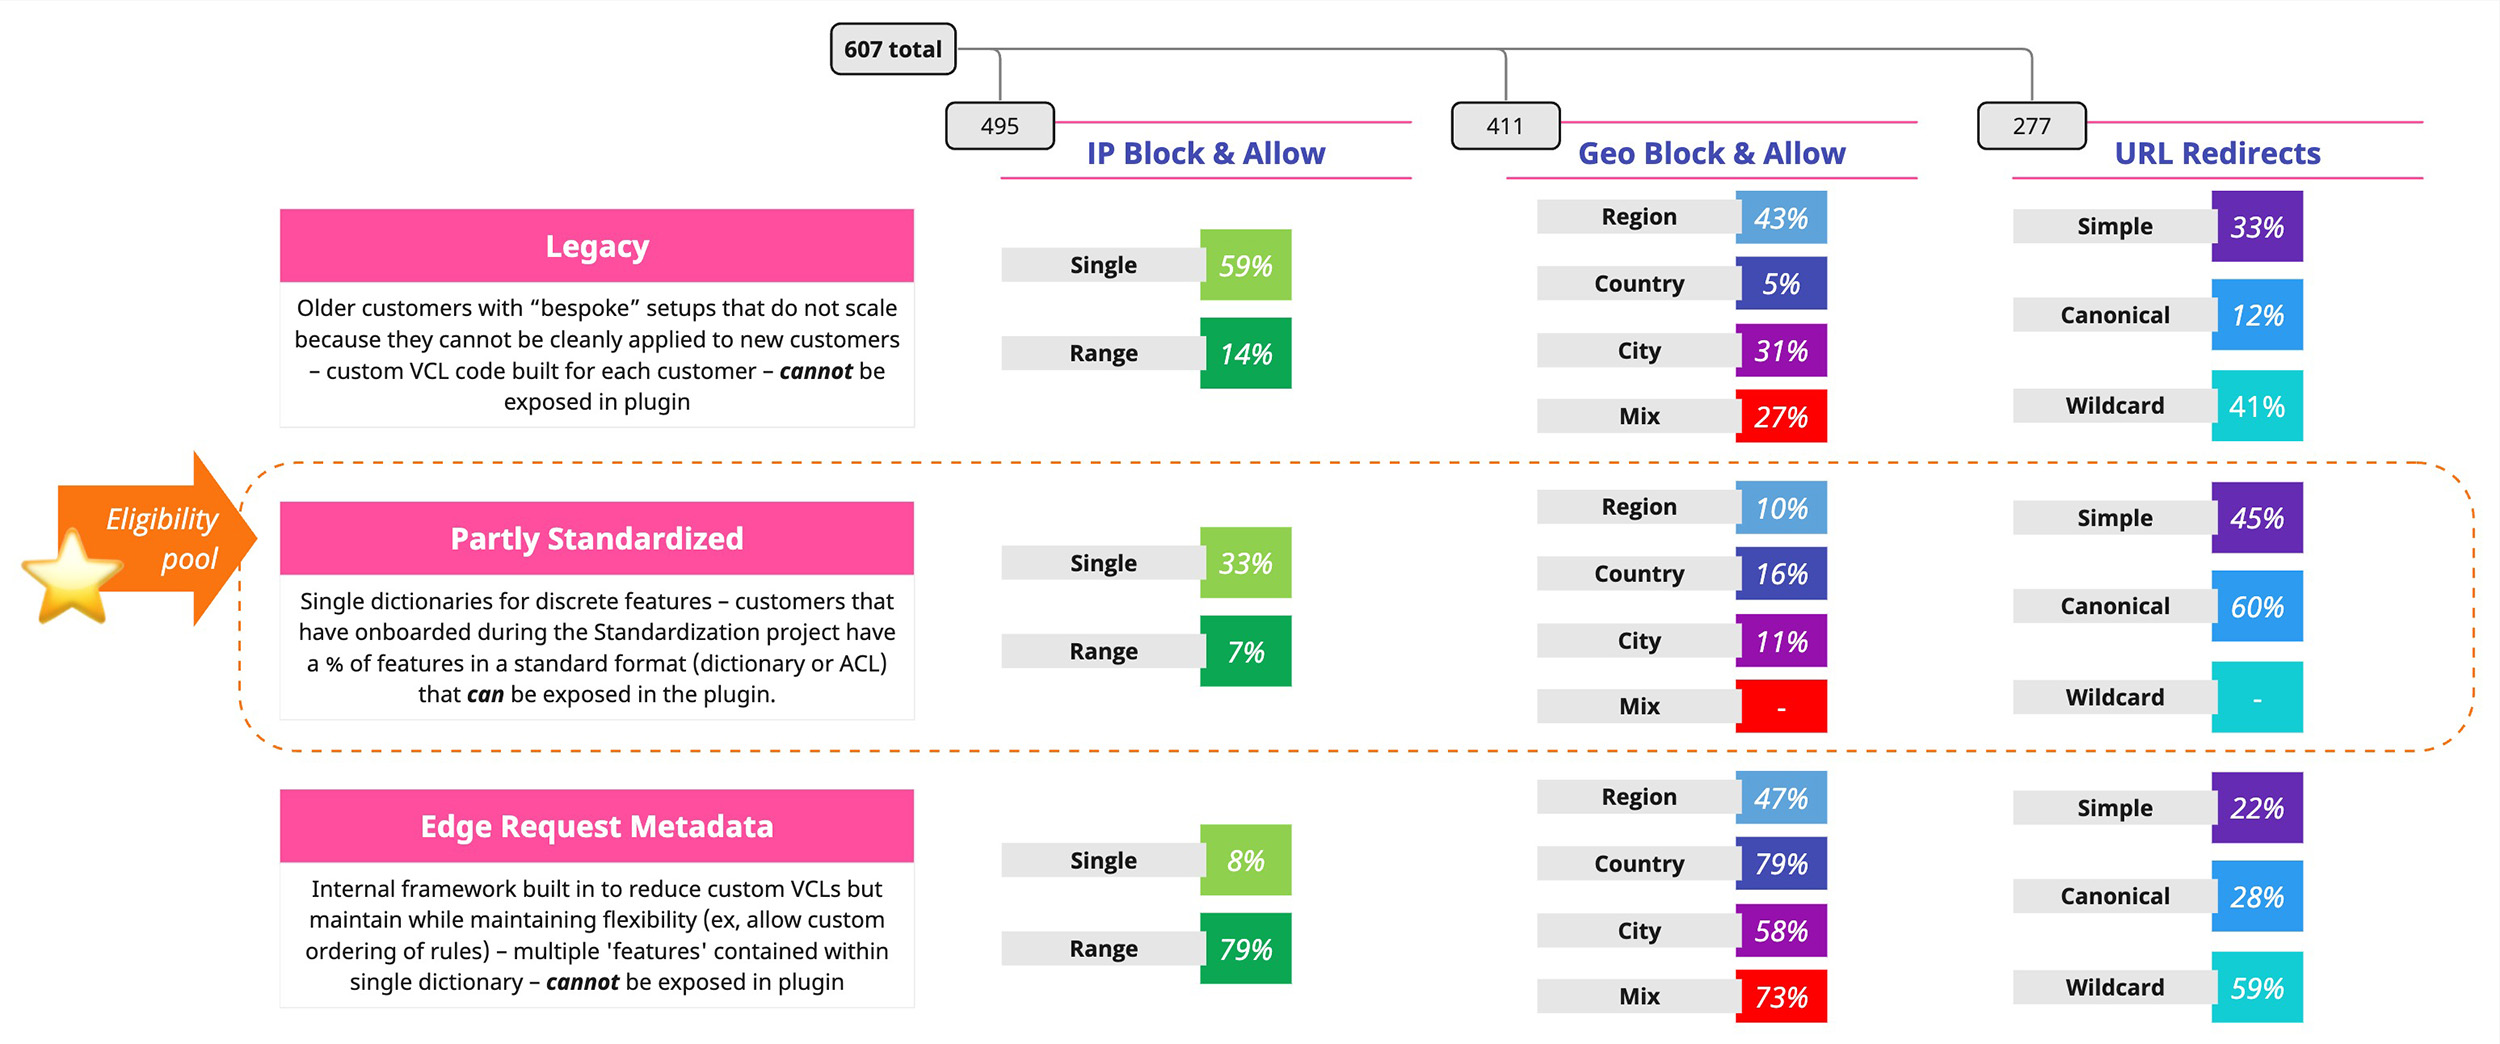 607 total
495
IP Block & Allow
411
Geo Block & Allow
277
URL Redirects
Legacy
Older customers with “bespoke” setups that do not scale
because they cannot be cleanly applied to new customers
– custom VCL code built for each customer – cannot be
exposed in plugin
Single 59%
Range 14%
Region 43%
Country 5%
City 31%
Mix 27%
Simple 33%
Canonical 12%
Wildcard 41%
Eligibility
pool
Partly Standardized
Single dictionaries for discrete features – customers that
have onboarded during the Standardization project have
a % of features in a standard format (dictionary or ACL)
that can be exposed in the plugin.
Single 33%
Range 7%
Region 10%
Country 16%
City 11%
Mix -
Simple 45%
Canonical 60%
Wildcard -
Edge Request Metadata
Internal framework built in to reduce custom VCLs but
maintain while maintaining flexibility (ex, allow custom
ordering of rules) – multiple 'features' contained within
single dictionary – cannot be exposed in plugin
Single 8%
Range 79%
Region 47%
Country 79%
City 58%
Mix 73%
Simple 22%
Canonical 28%
Wildcard 59%